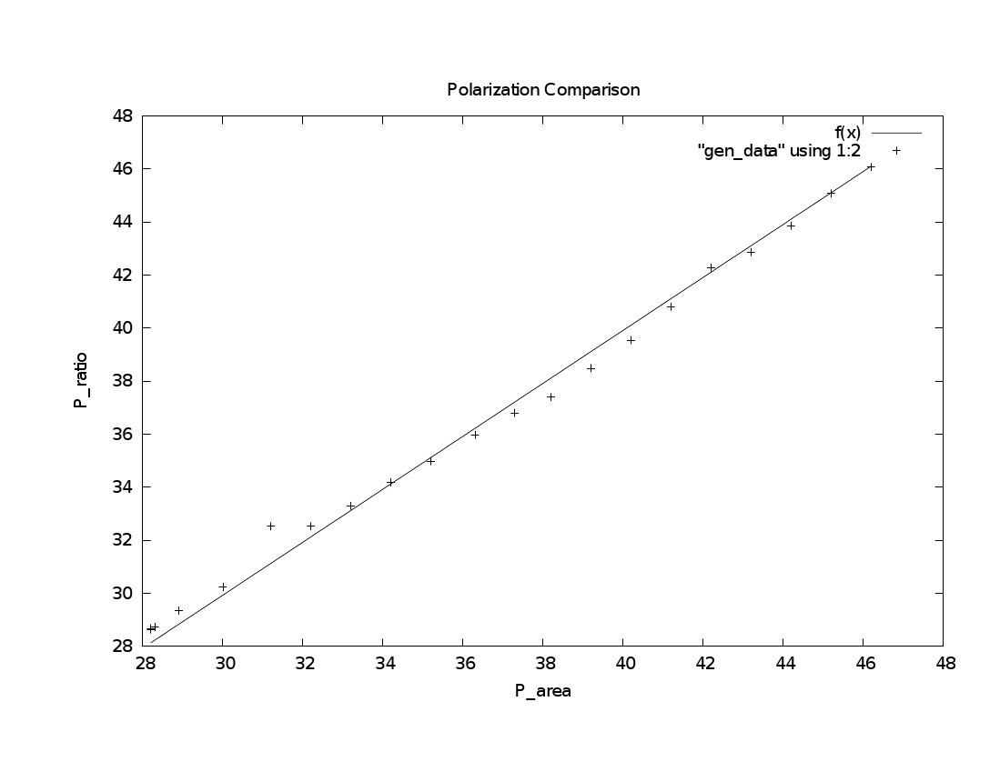 Polarization Comparison
48
46
44
42
40
38
36
34
32
30
28
f(x)
"gen_data" using 1:2
P_ratio
28 30 32 34 36 38 40 42 44 46 48
P_area